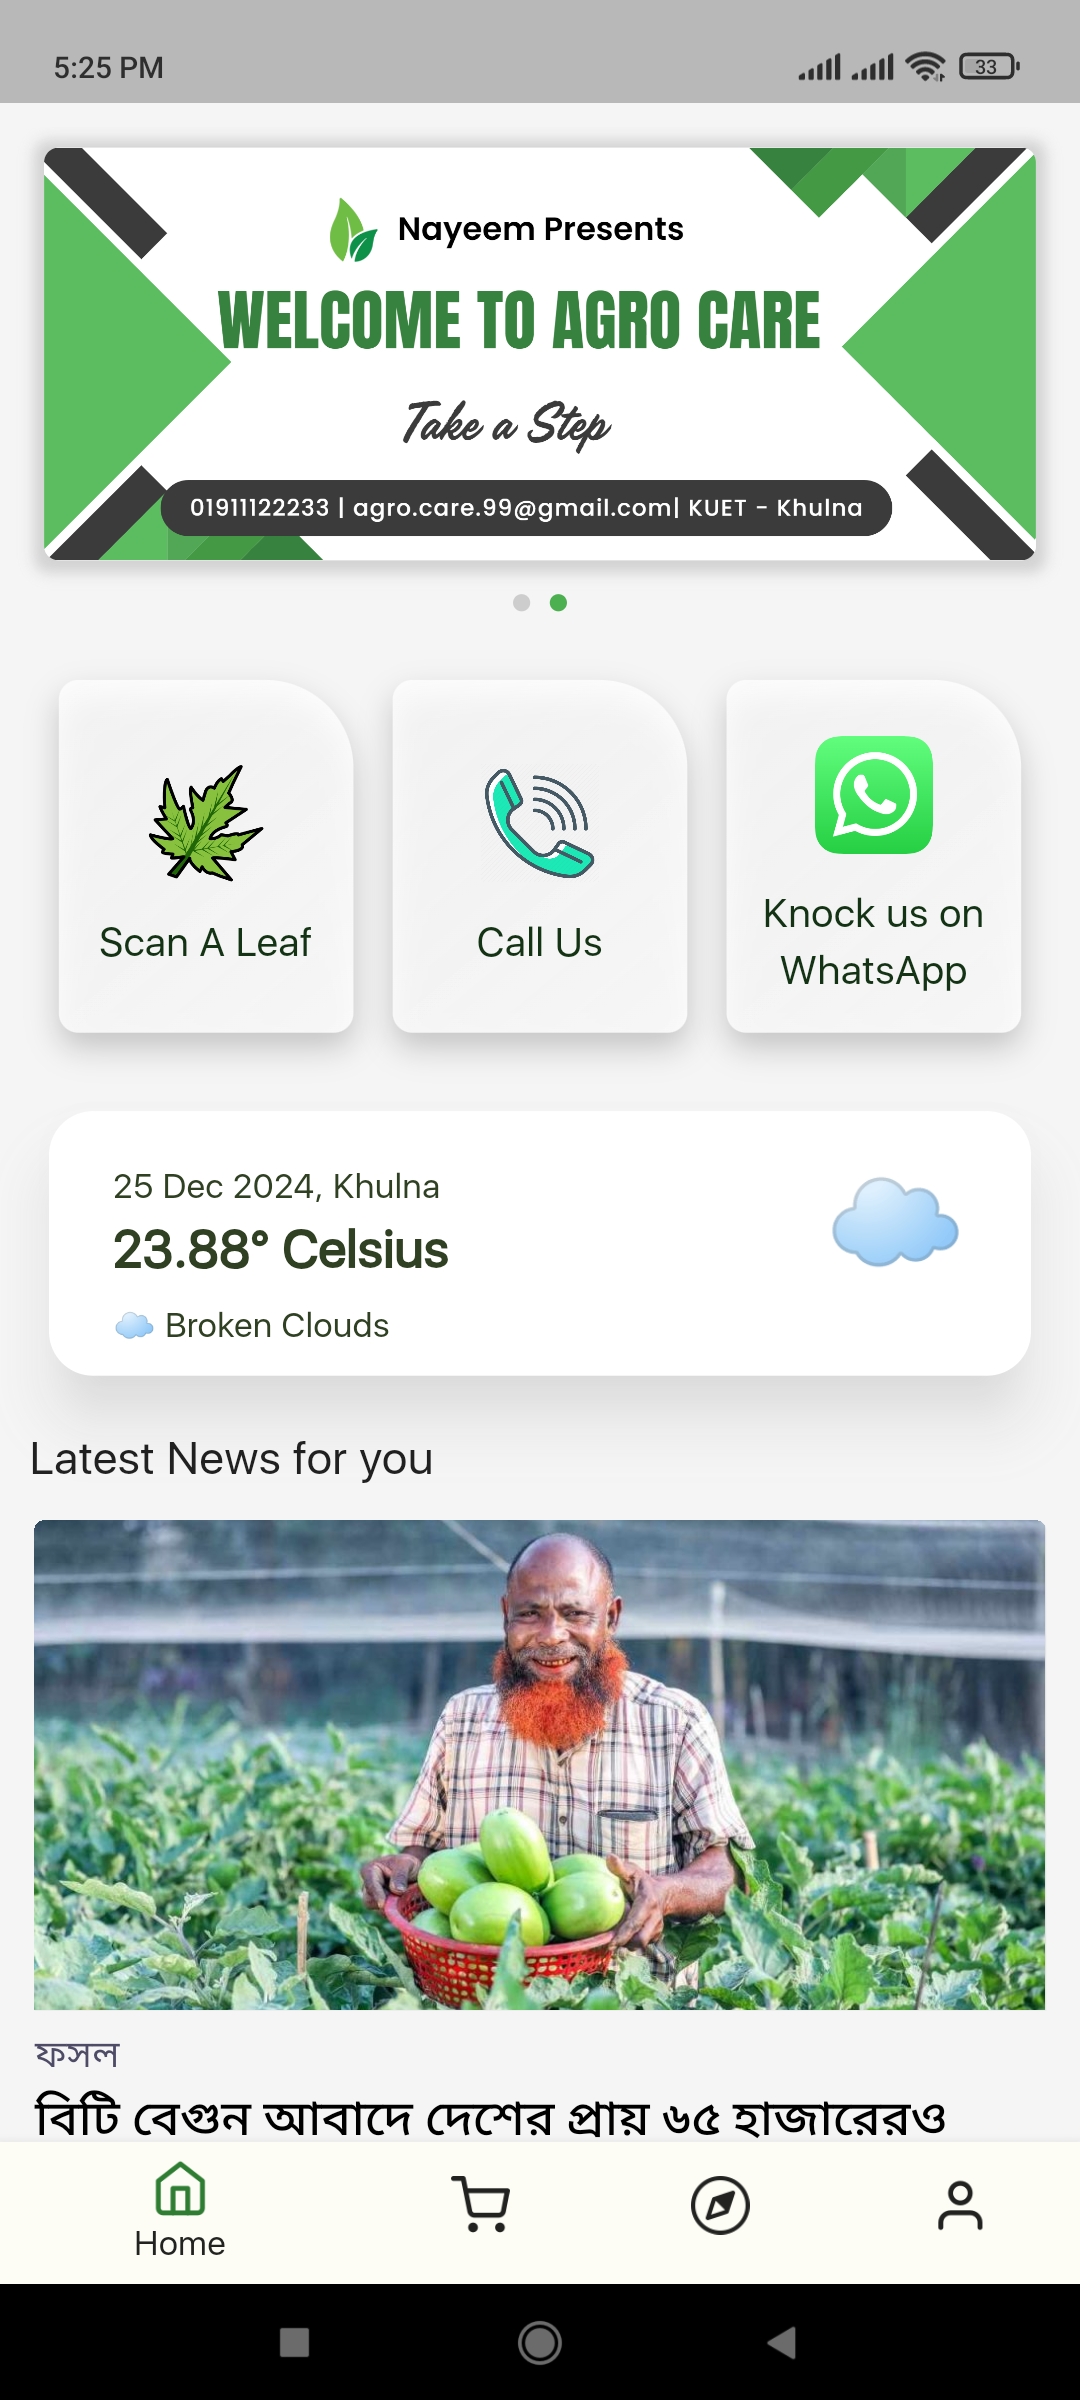 5:25 PM
33
Nayeem Presents
WELCOME TO AGRO CARE
Take a Step
01911122233 | agro.care.99@gmail.com| KUET - Khulna
Scan A Leaf
Call Us
Knock us on
WhatsApp
25 Dec 2024, Khulna
23.88° Celsius
Broken Clouds
Latest News for you
ফসল
বিটি বেগুন আবাদে দেশের প্রায় ৬৫ হাজারেরও
Home